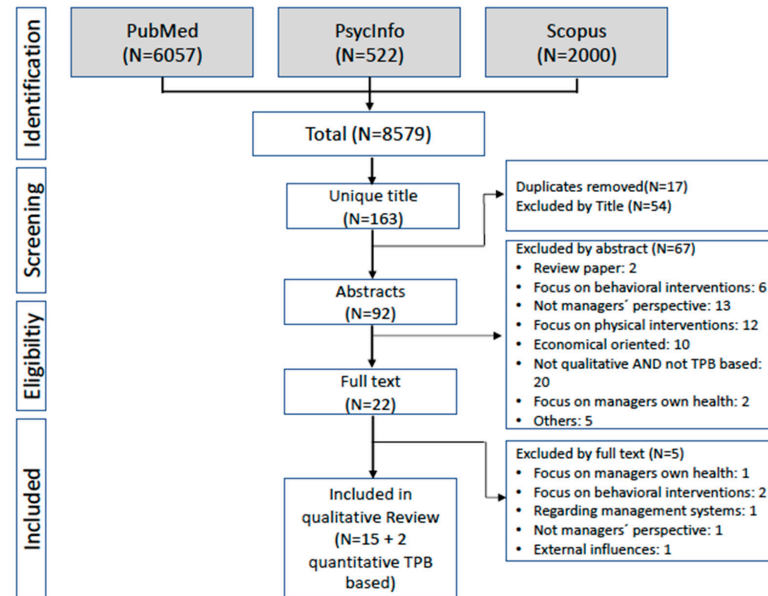 Identification
PubMed
(N=6057)
PsycInfo
(N=522)
Scopus
(N=2000)
Total (N=8579)
Screening
Unique title
(N=163)
Duplicates removed(N=17)
Excluded by Title (N=54)
Abstracts
(N=92)
Excluded by abstract (N=67)
• Review paper: 2
• Focus on behavioral interventions: 6
• Not managers´ perspective: 13
• Focus on physical interventions: 12
• Economical oriented: 10
• Not qualitative AND not TPB based:
20
• Focus on managers own health: 2
• Others: 5
Eligibiltiy
Full text
(N=22)
Excluded by full text (N=5)
• Focus on managers own health: 1
• Focus on behavioral interventions: 2
• Regarding management systems: 1
• Not managers´ perspective: 1
• External influences: 1
Included
Included in
qualitative Review
(N=15 + 2
quantitative TPB
based)